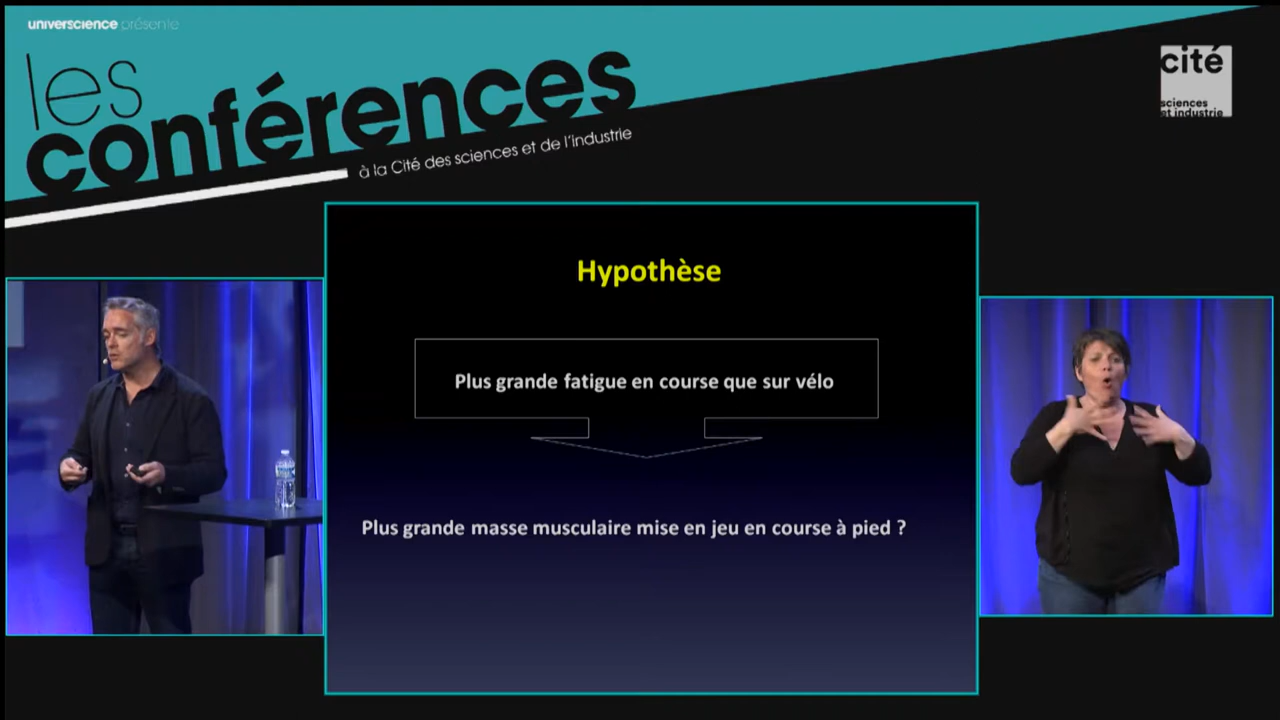 universcience présente
les
conférences
à la Cité des sciences et de l'industrie
cité
sciences
et industrie
Hypothèse
Plus grande fatigue en course que sur vélo
Plus grande masse musculaire mise en jeu en course à pied ?